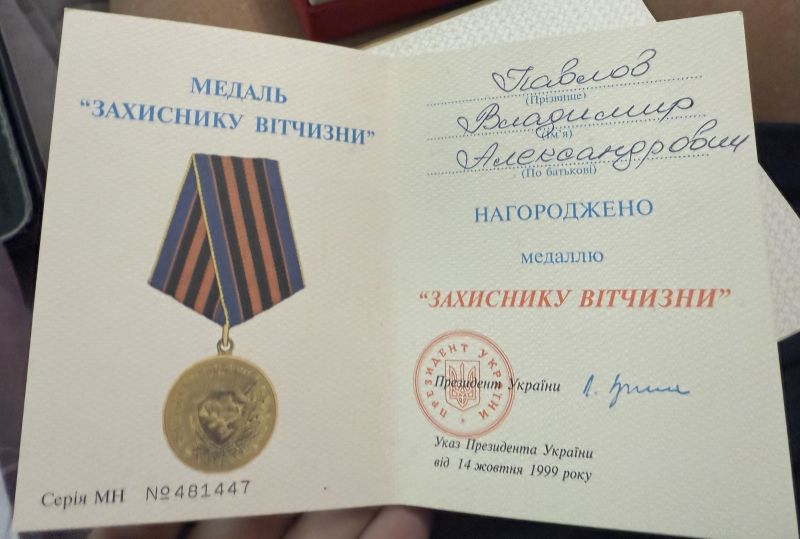 МЕДАЛЬ
“ЗАХИСНИКУ ВІТЧИЗНИ”
Серія МН №481447
Павлов
(Прізвище)
Владимир
(Ім'я)
Александрович
(По батькові)
НАГОРОДЖЕНО
медаллю
“ЗАХИСНИКУ ВІТЧИЗНИ”
ПРЕЗИДЕНТ УКРАЇНИ
Президент України
Указ Президента України
від 14 жовтня 1999 року